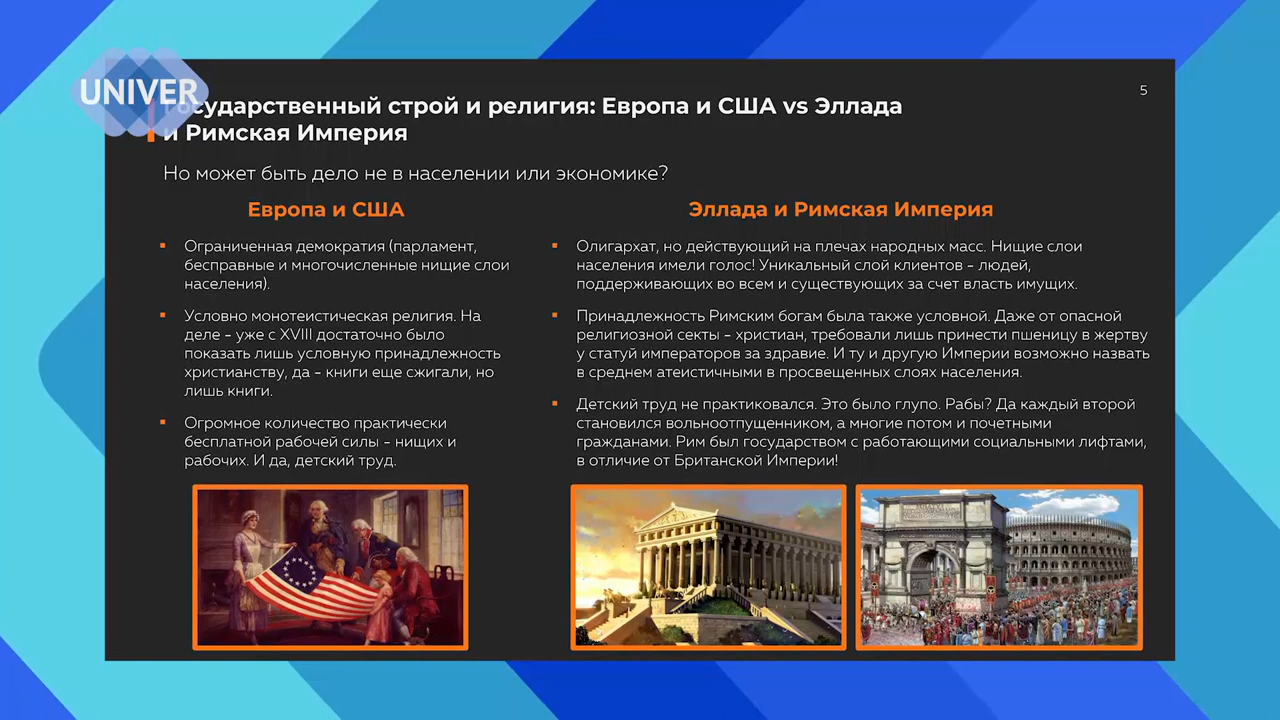 UNIVER
5
Государственный строй и религия: Европа и США vs Эллада
и Римская Империя
Но может быть дело не в населении или экономике?
Европа и США
▪ Ограниченная демократия (парламент,
бесправные и многочисленные нищие слои
населения).
▪ Условно монотеистическая религия. На
деле – уже с XVIII достаточно было
показать лишь условную принадлежность
христианству, да – книги еще сжигали, но
лишь книги.
▪ Огромное количество практически
бесплатной рабочей силы – нищих и
рабочих. И да, детский труд.
Эллада и Римская Империя
▪ Олигархат, но действующий на плечах народных масс. Нищие слои
населения имели голос! Уникальный слой клиентов – людей,
поддерживающих во всем и существующих за счет власть имущих.
▪ Принадлежность Римским богам была также условной. Даже от опасной
религиозной секты – христиан, требовали лишь принести пшеницу в жертву
у статуй императоров за здравие. И ту и другую Империи возможно назвать
в среднем атеистичными в просвещенных слоях населения.
▪ Детский труд не практиковался. Это было глупо. Рабы? Да каждый второй
становился вольноотпущенником, а многие потом и почетными
гражданами. Рим был государством с работающими социальными лифтами,
в отличие от Британской Империи!